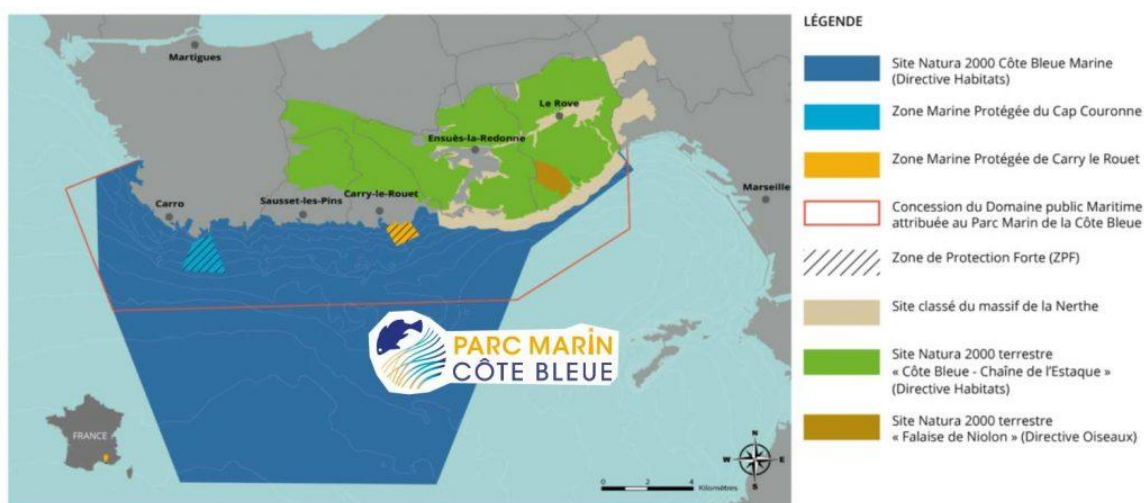 Martigues
Le Rove
Ensuès-la-Redonne
Marseille
Carry-le-Rouet
Sausset-les-Pins
Carro
PARC MARIN
CÔTE BLEUE
FRANCE
N
W E
S
0 2 4
Kilomètres
LÉGENDE
Site Natura 2000 Côte Bleue Marine
(Directive Habitats)
Zone Marine Protégée du Cap Couronne
Zone Marine Protégée de Carry le Rouet
Concession du Domaine public Maritime
attribuée au Parc Marin de la Côte Bleue
Zone de Protection Forte (ZPF)
Site classé du massif de la Nerthe
Site Natura 2000 terrestre
« Côte Bleue - Chaîne de l'Estaque »
(Directive Habitats)
Site Natura 2000 terrestre
« Falaise de Niolon » (Directive Oiseaux)